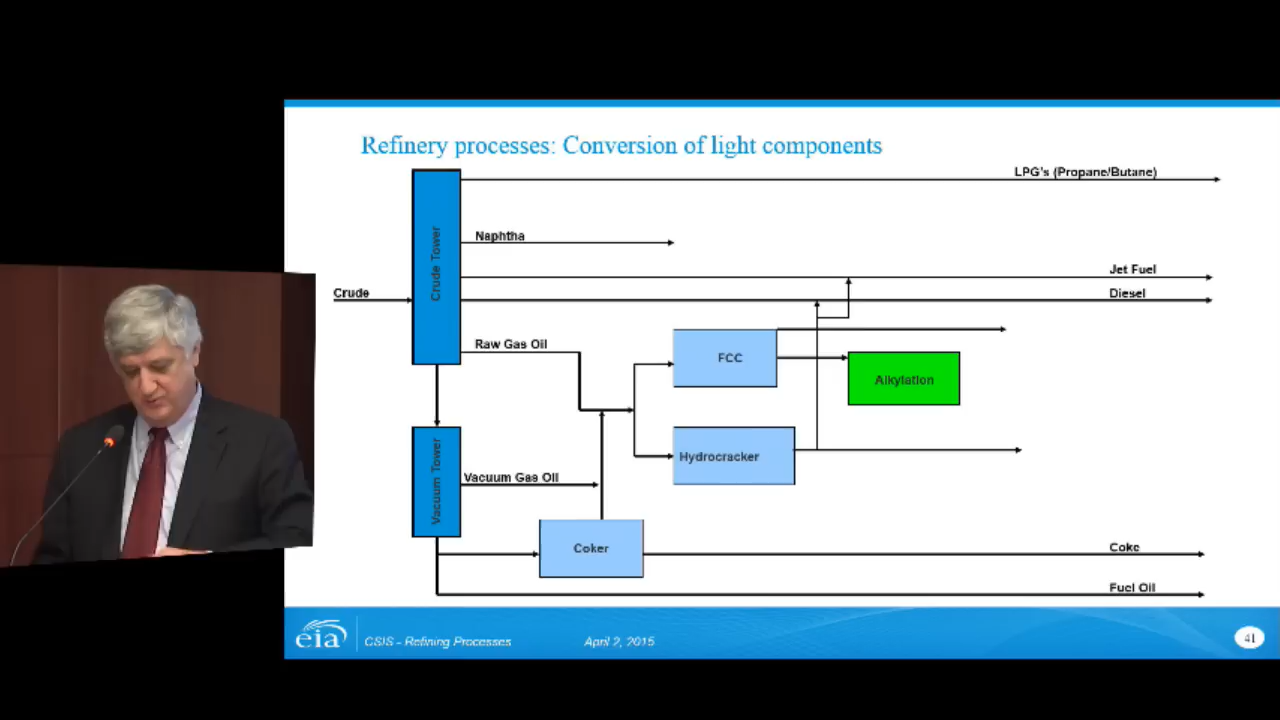 Refinery processes: Conversion of light components
LPG's (Propane/Butane)
Crude Tower
Naphtha
Jet Fuel
Crude
Diesel
Raw Gas Oil
FCC
Alkylation
Vacuum Tower
Hydrocracker
Vacuum Gas Oil
Coker
Coke
Fuel Oil
eia
CSIS - Refining Processes
April 2, 2015
41